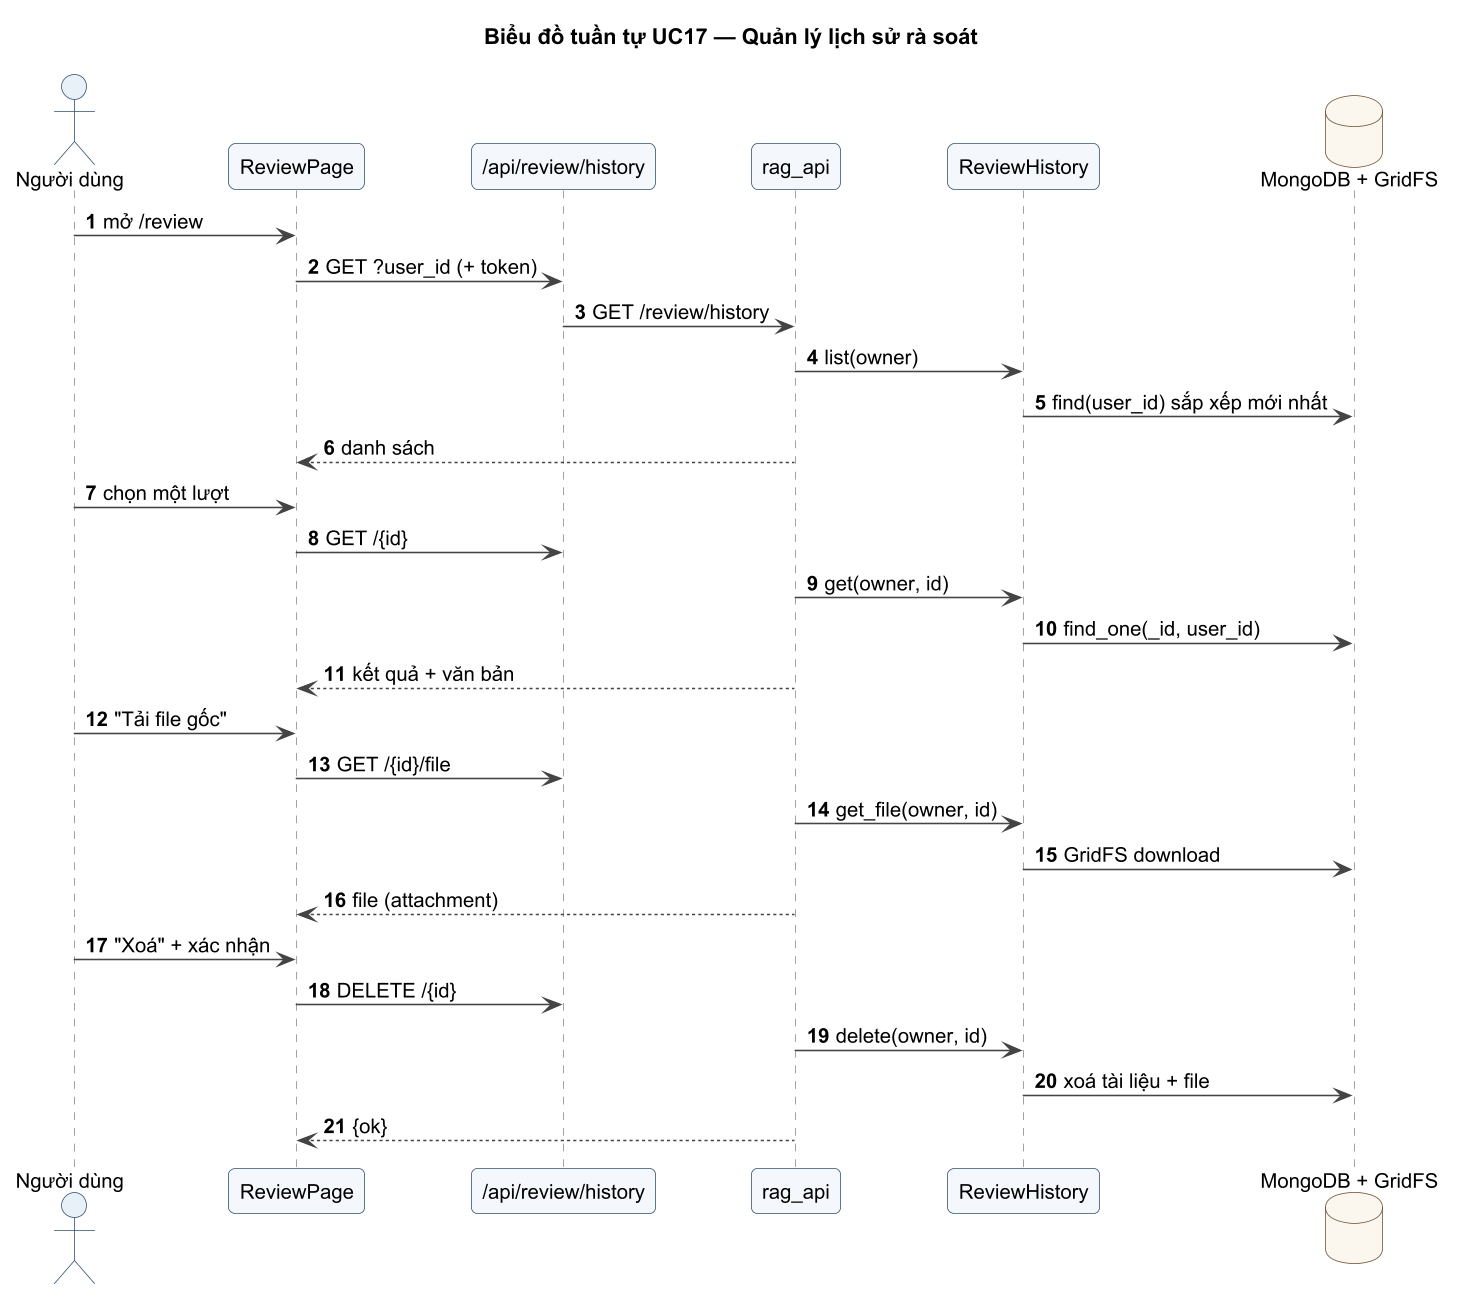 Biểu đồ tuần tự UC17 — Quản lý lịch sử rà soát
Người dùng
ReviewPage
/api/review/history
rag_api
ReviewHistory
MongoDB + GridFS
1 mở /review
2 GET ?user_id (+ token)
3 GET /review/history
4 list(owner)
5 find(user_id) sắp xếp mới nhất
6 danh sách
7 chọn một lượt
8 GET /{id}
9 get(owner, id)
10 find_one(_id, user_id)
11 kết quả + văn bản
12 "Tải file gốc"
13 GET /{id}/file
14 get_file(owner, id)
15 GridFS download
16 file (attachment)
17 "Xoá" + xác nhận
18 DELETE /{id}
19 delete(owner, id)
20 xoá tài liệu + file
21 {ok}
Người dùng
ReviewPage
/api/review/history
rag_api
ReviewHistory
MongoDB + GridFS